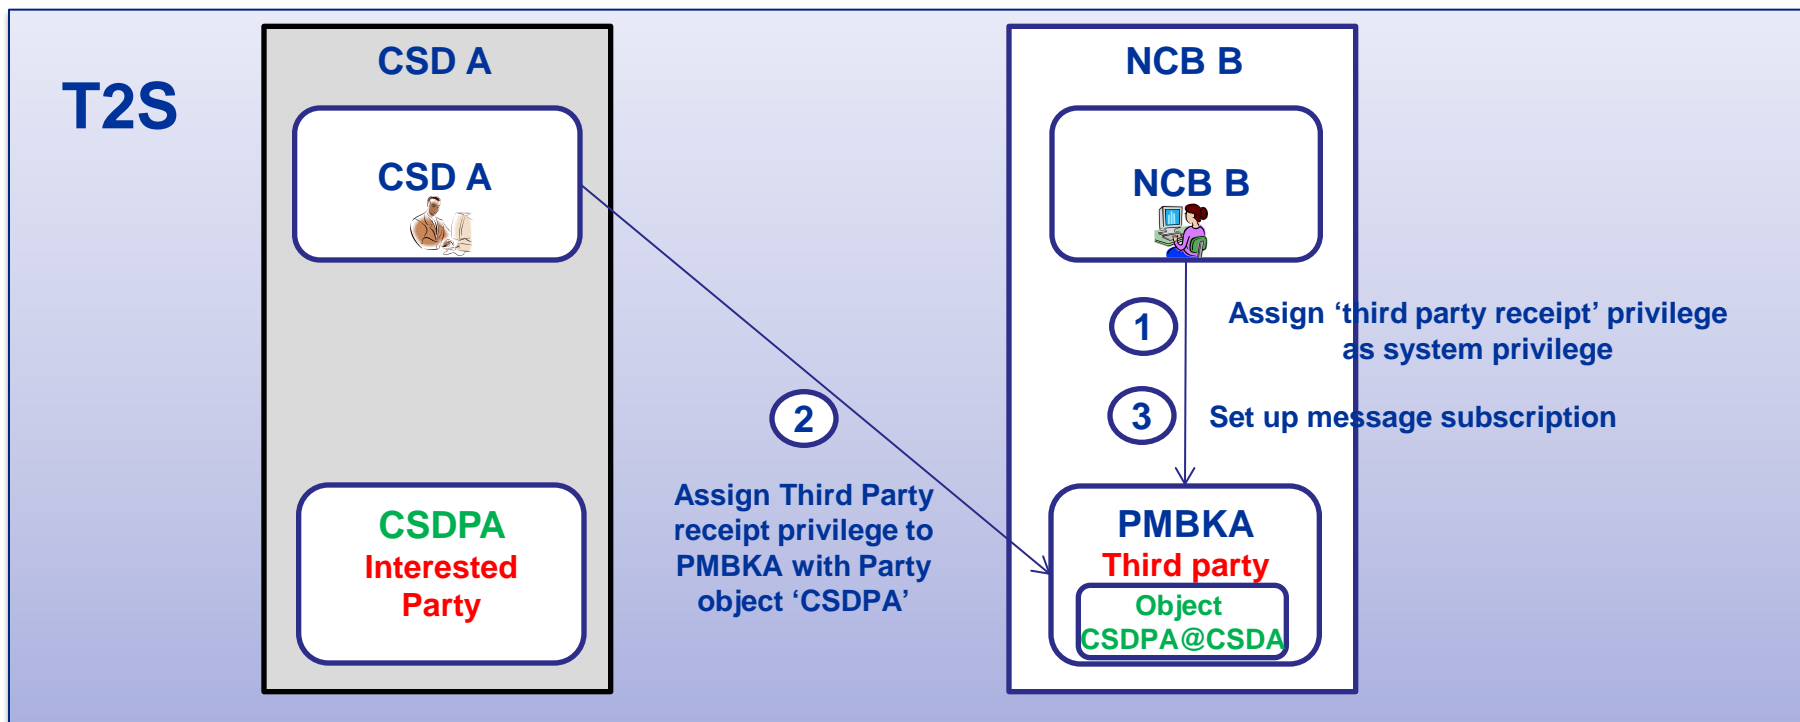 T2S
CSD A
CSD A
CSDPA
Interested
Party
2
Assign Third Party
receipt privilege to
PMBKA with Party
object ‘CSDPA’
NCB B
NCB B
1
Assign ‘third party receipt’ privilege
as system privilege
3
Set up message subscription
PMBKA
Third party
Object
CSDPA@CSDA